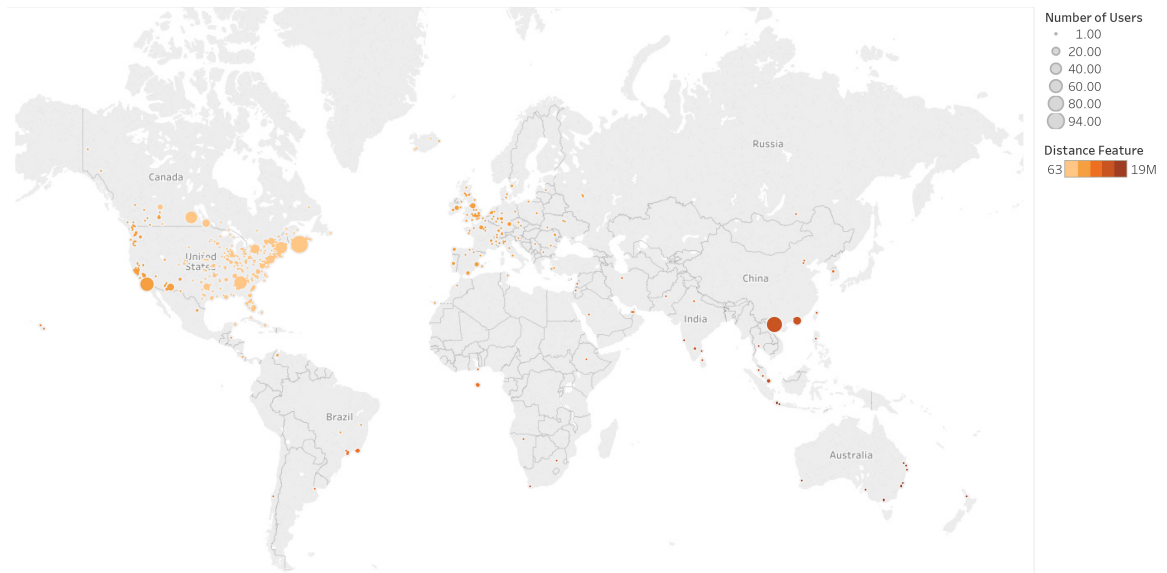 Number of Users
1.00
20.00
40.00
60.00
80.00
94.00
Distance Feature
63 19M
Russia
Canada
United
States
China
India
Brazil
Australia